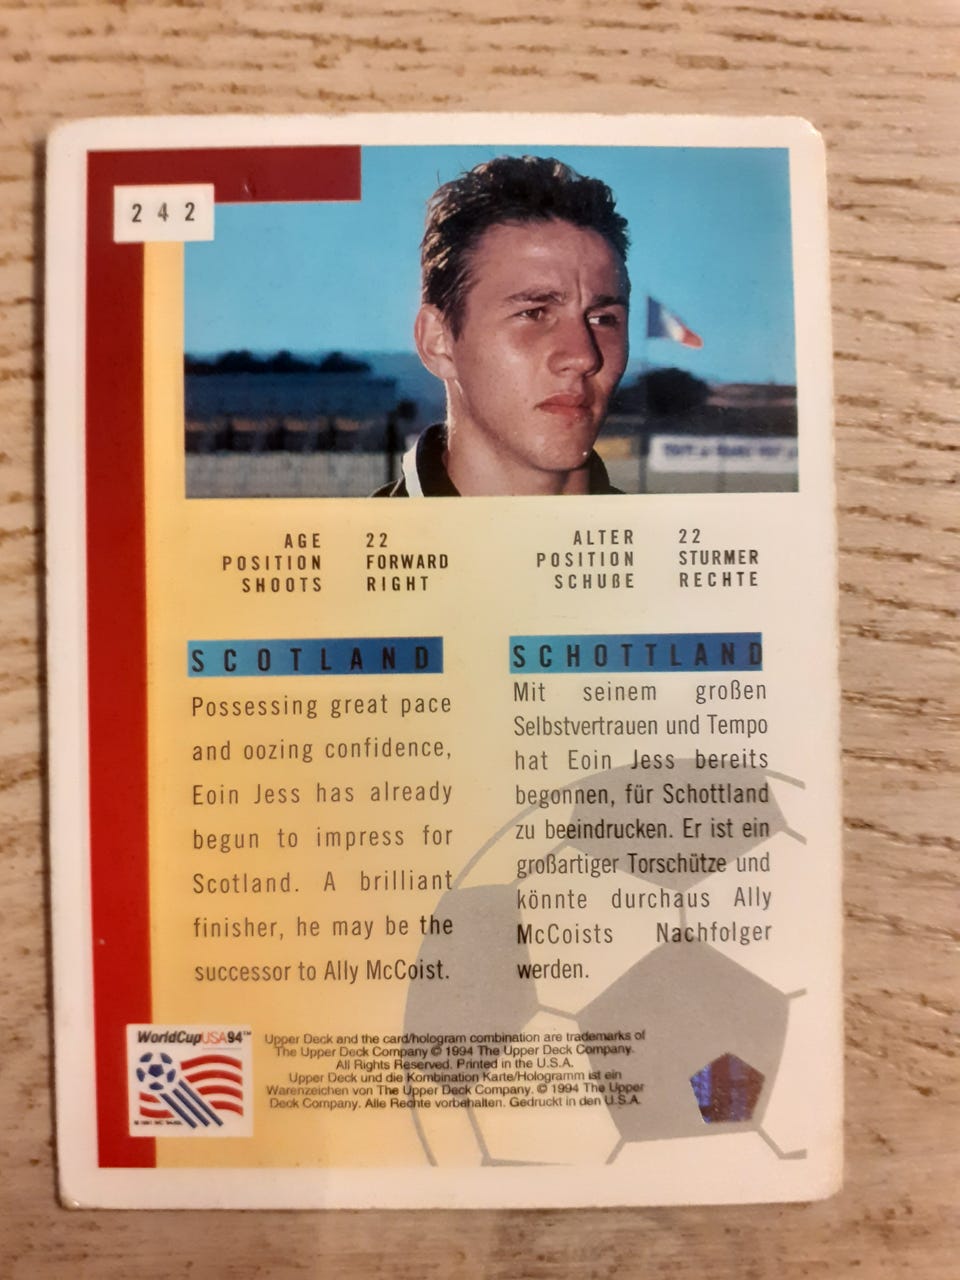 2 4 2
AGE 22
POSITION FORWARD
SHOOTS RIGHT
ALTER 22
POSITION STURMER
SCHUßE RECHTE
SCOTLAND
Possessing great pace
and oozing confidence,
Eoin Jess has already
begun to impress for
Scotland. A brilliant
finisher, he may be the
successor to Ally McCoist.
SCHOTTLAND
Mit seinem großen
Selbstvertrauen und Tempo
hat Eoin Jess bereits
begonnen, für Schottland
zu beeindrucken. Er ist ein
großartiger Torschütze und
könnte durchaus Ally
McCoists Nachfolger
werden.
WorldCupUSA94™
Upper Deck and the card/hologram combination are trademarks of
The Upper Deck Company © 1994 The Upper Deck Company.
All Rights Reserved. Printed in the U.S.A.
Upper Deck und die Kombination Karte/Hologramm ist ein
Warenzeichen von The Upper Deck Company. © 1994 The Upper
Deck Company. Alle Rechte vorbehalten. Gedruckt in den U.S.A.